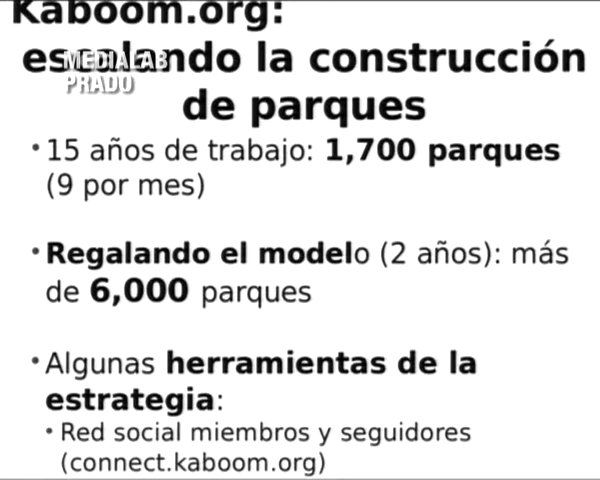 Kaboom.org:
escalando la construcción
MEDIALAB
PRADO
de parques
• 15 años de trabajo: 1,700 parques
(9 por mes)
• Regalando el modelo (2 años): más
de 6,000 parques
• Algunas herramientas de la
estrategia:
• Red social miembros y seguidores
(connect.kaboom.org)